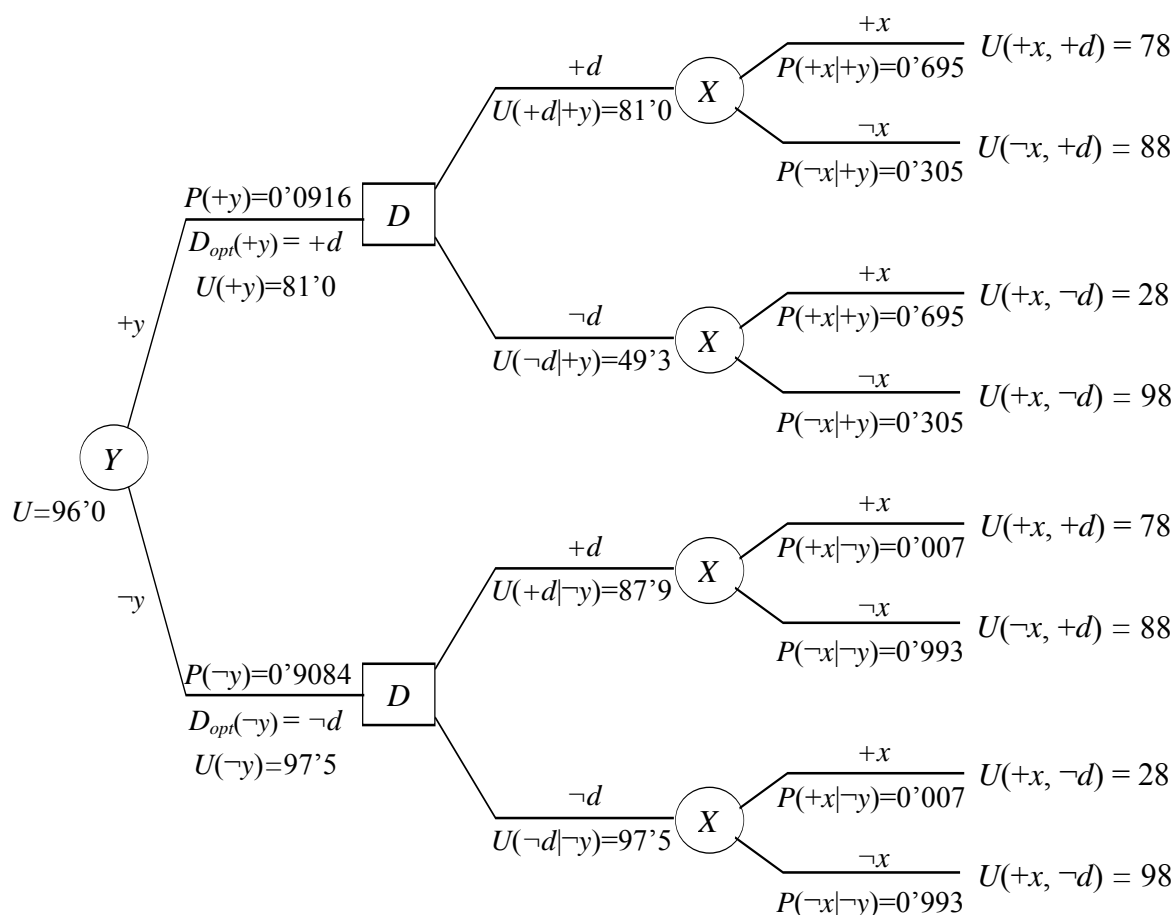 +x
U(+x, +d) = 78
+d
P(+x|+y)=0’695
X
U(+d|+y)=81’0
¬x
U(¬x, +d) = 88
P(¬x|+y)=0’305
P(+y)=0’0916
D
D_opt(+y) = +d
U(+y)=81’0
+x
U(+x, ¬d) = 28
¬d
P(+x|+y)=0’695
X
U(¬d|+y)=49’3
¬x
U(+x, ¬d) = 98
P(¬x|+y)=0’305
+y
Y
U=96’0
¬y
+x
U(+x, +d) = 78
+d
P(+x|¬y)=0’007
X
U(+d|¬y)=87’9
¬x
U(¬x, +d) = 88
P(¬x|¬y)=0’993
P(¬y)=0’9084
D
D_opt(¬y) = ¬d
U(¬y)=97’5
+x
U(+x, ¬d) = 28
¬d
P(+x|¬y)=0’007
X
U(¬d|¬y)=97’5
¬x
U(+x, ¬d) = 98
P(¬x|¬y)=0’993